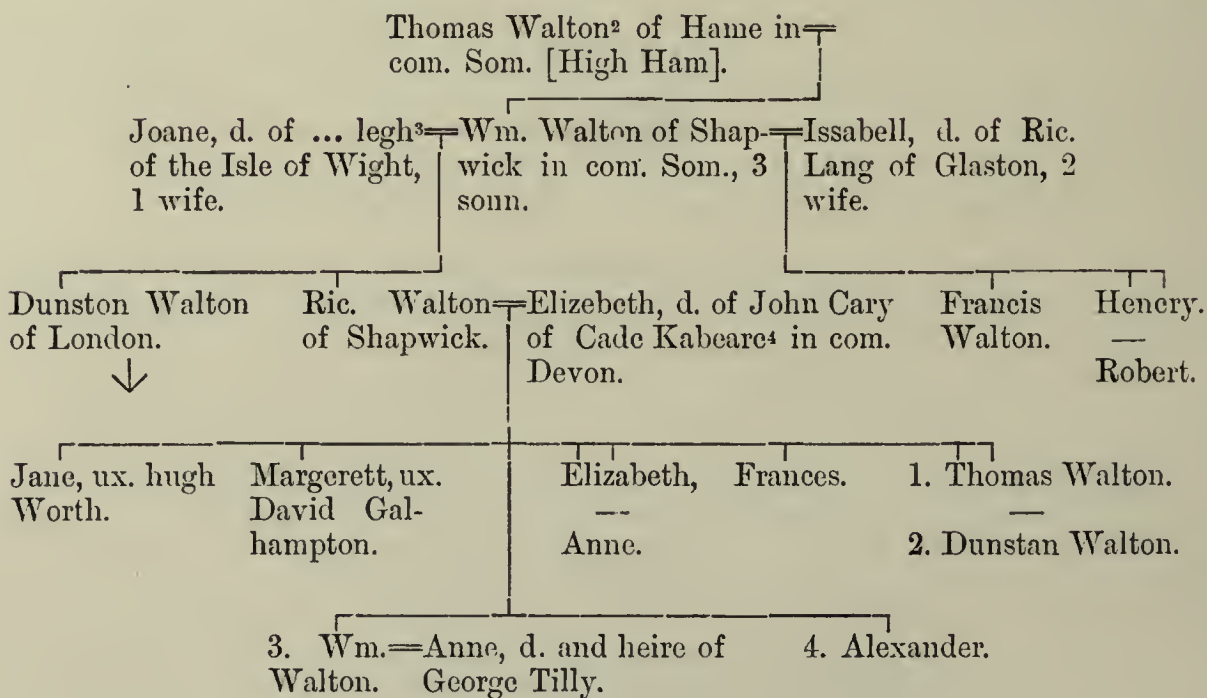 Thomas Walton² of Hame in
com. Som. [High Ham].
Joane, d. of ... legh³
of the Isle of Wight,
1 wife.
Wm. Walton of Shap-
wick in com. Som., 3
sonn.
Issabell, d. of Ric.
Lang of Glaston, 2
wife.
Dunston Walton
of London.
Ric. Walton
of Shapwick.
Elizebeth, d. of John Cary
of Cade Kabeare⁴ in com.
Devon.
Francis
Walton.
Henery.
—
Robert.
Jane, ux. hugh
Worth.
Margerett, ux.
David Gal-
hampton.
Elizabeth,
—
Anne.
Frances.
1. Thomas Walton.
—
2. Dunstan Walton.
3. Wm.
Walton.
Anne, d. and heire of
George Tilly.
4. Alexander.